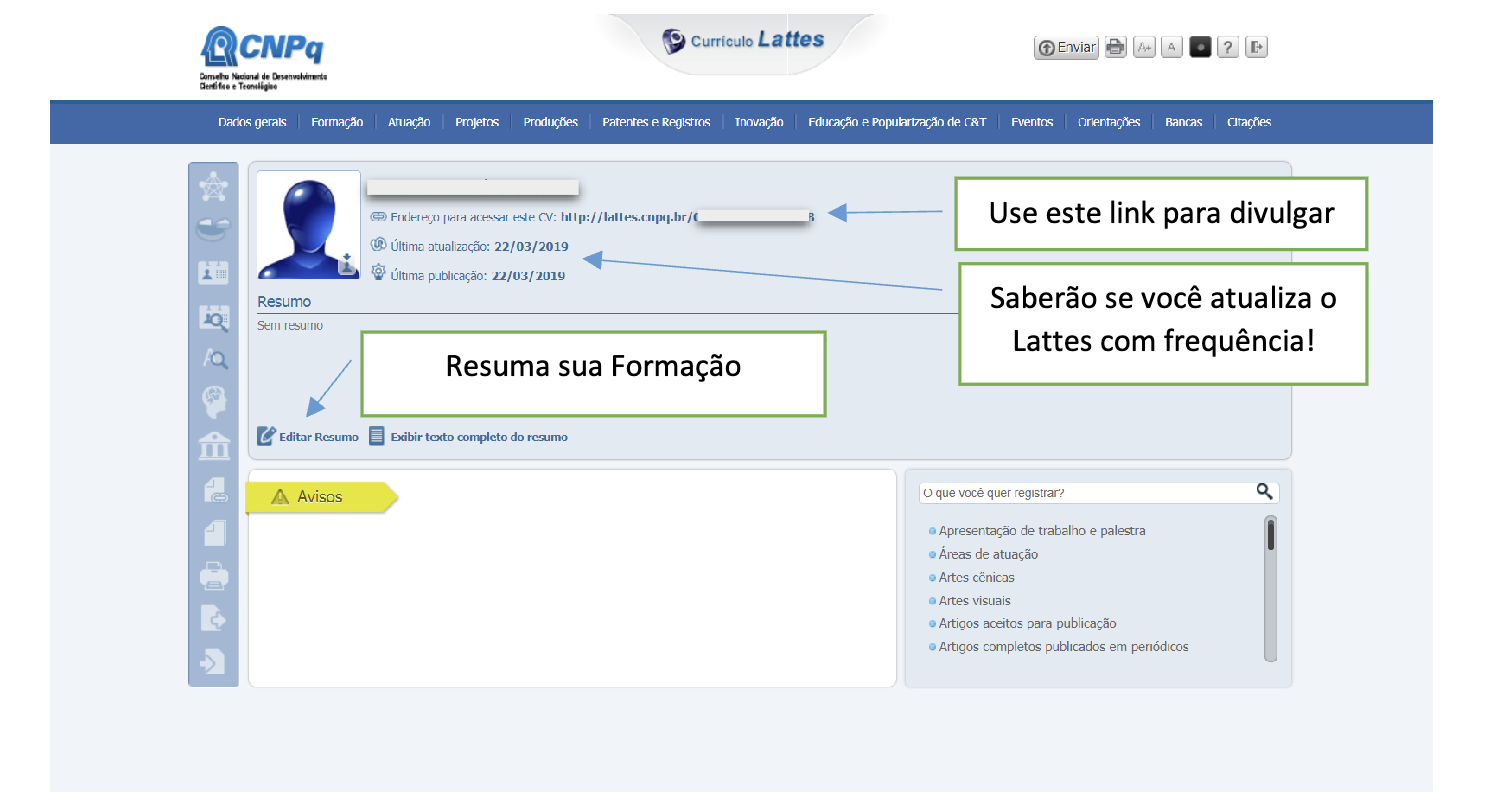 CNPq
Conselho Nacional de Desenvolvimento
Científico e Tecnológico
Currículo Lattes
Enviar
A+
A
?
Dados gerais
Formação
Atuação
Projetos
Produções
Patentes e Registros
Inovação
Educação e Popularização de C&T
Eventos
Orientações
Bancas
Citações
Endereço para acessar este CV: http://lattes.cnpq.br/
Última atualização: 22/03/2019
Última publicação: 22/03/2019
Use este link para divulgar
Saberão se você atualiza o
Lattes com frequência!
Resumo
Sem resumo
Resuma sua Formação
Editar Resumo
Exibir texto completo do resumo
Avisos
O que você quer registrar?
Apresentação de trabalho e palestra
Áreas de atuação
Artes cênicas
Artes visuais
Artigos aceitos para publicação
Artigos completos publicados em periódicos